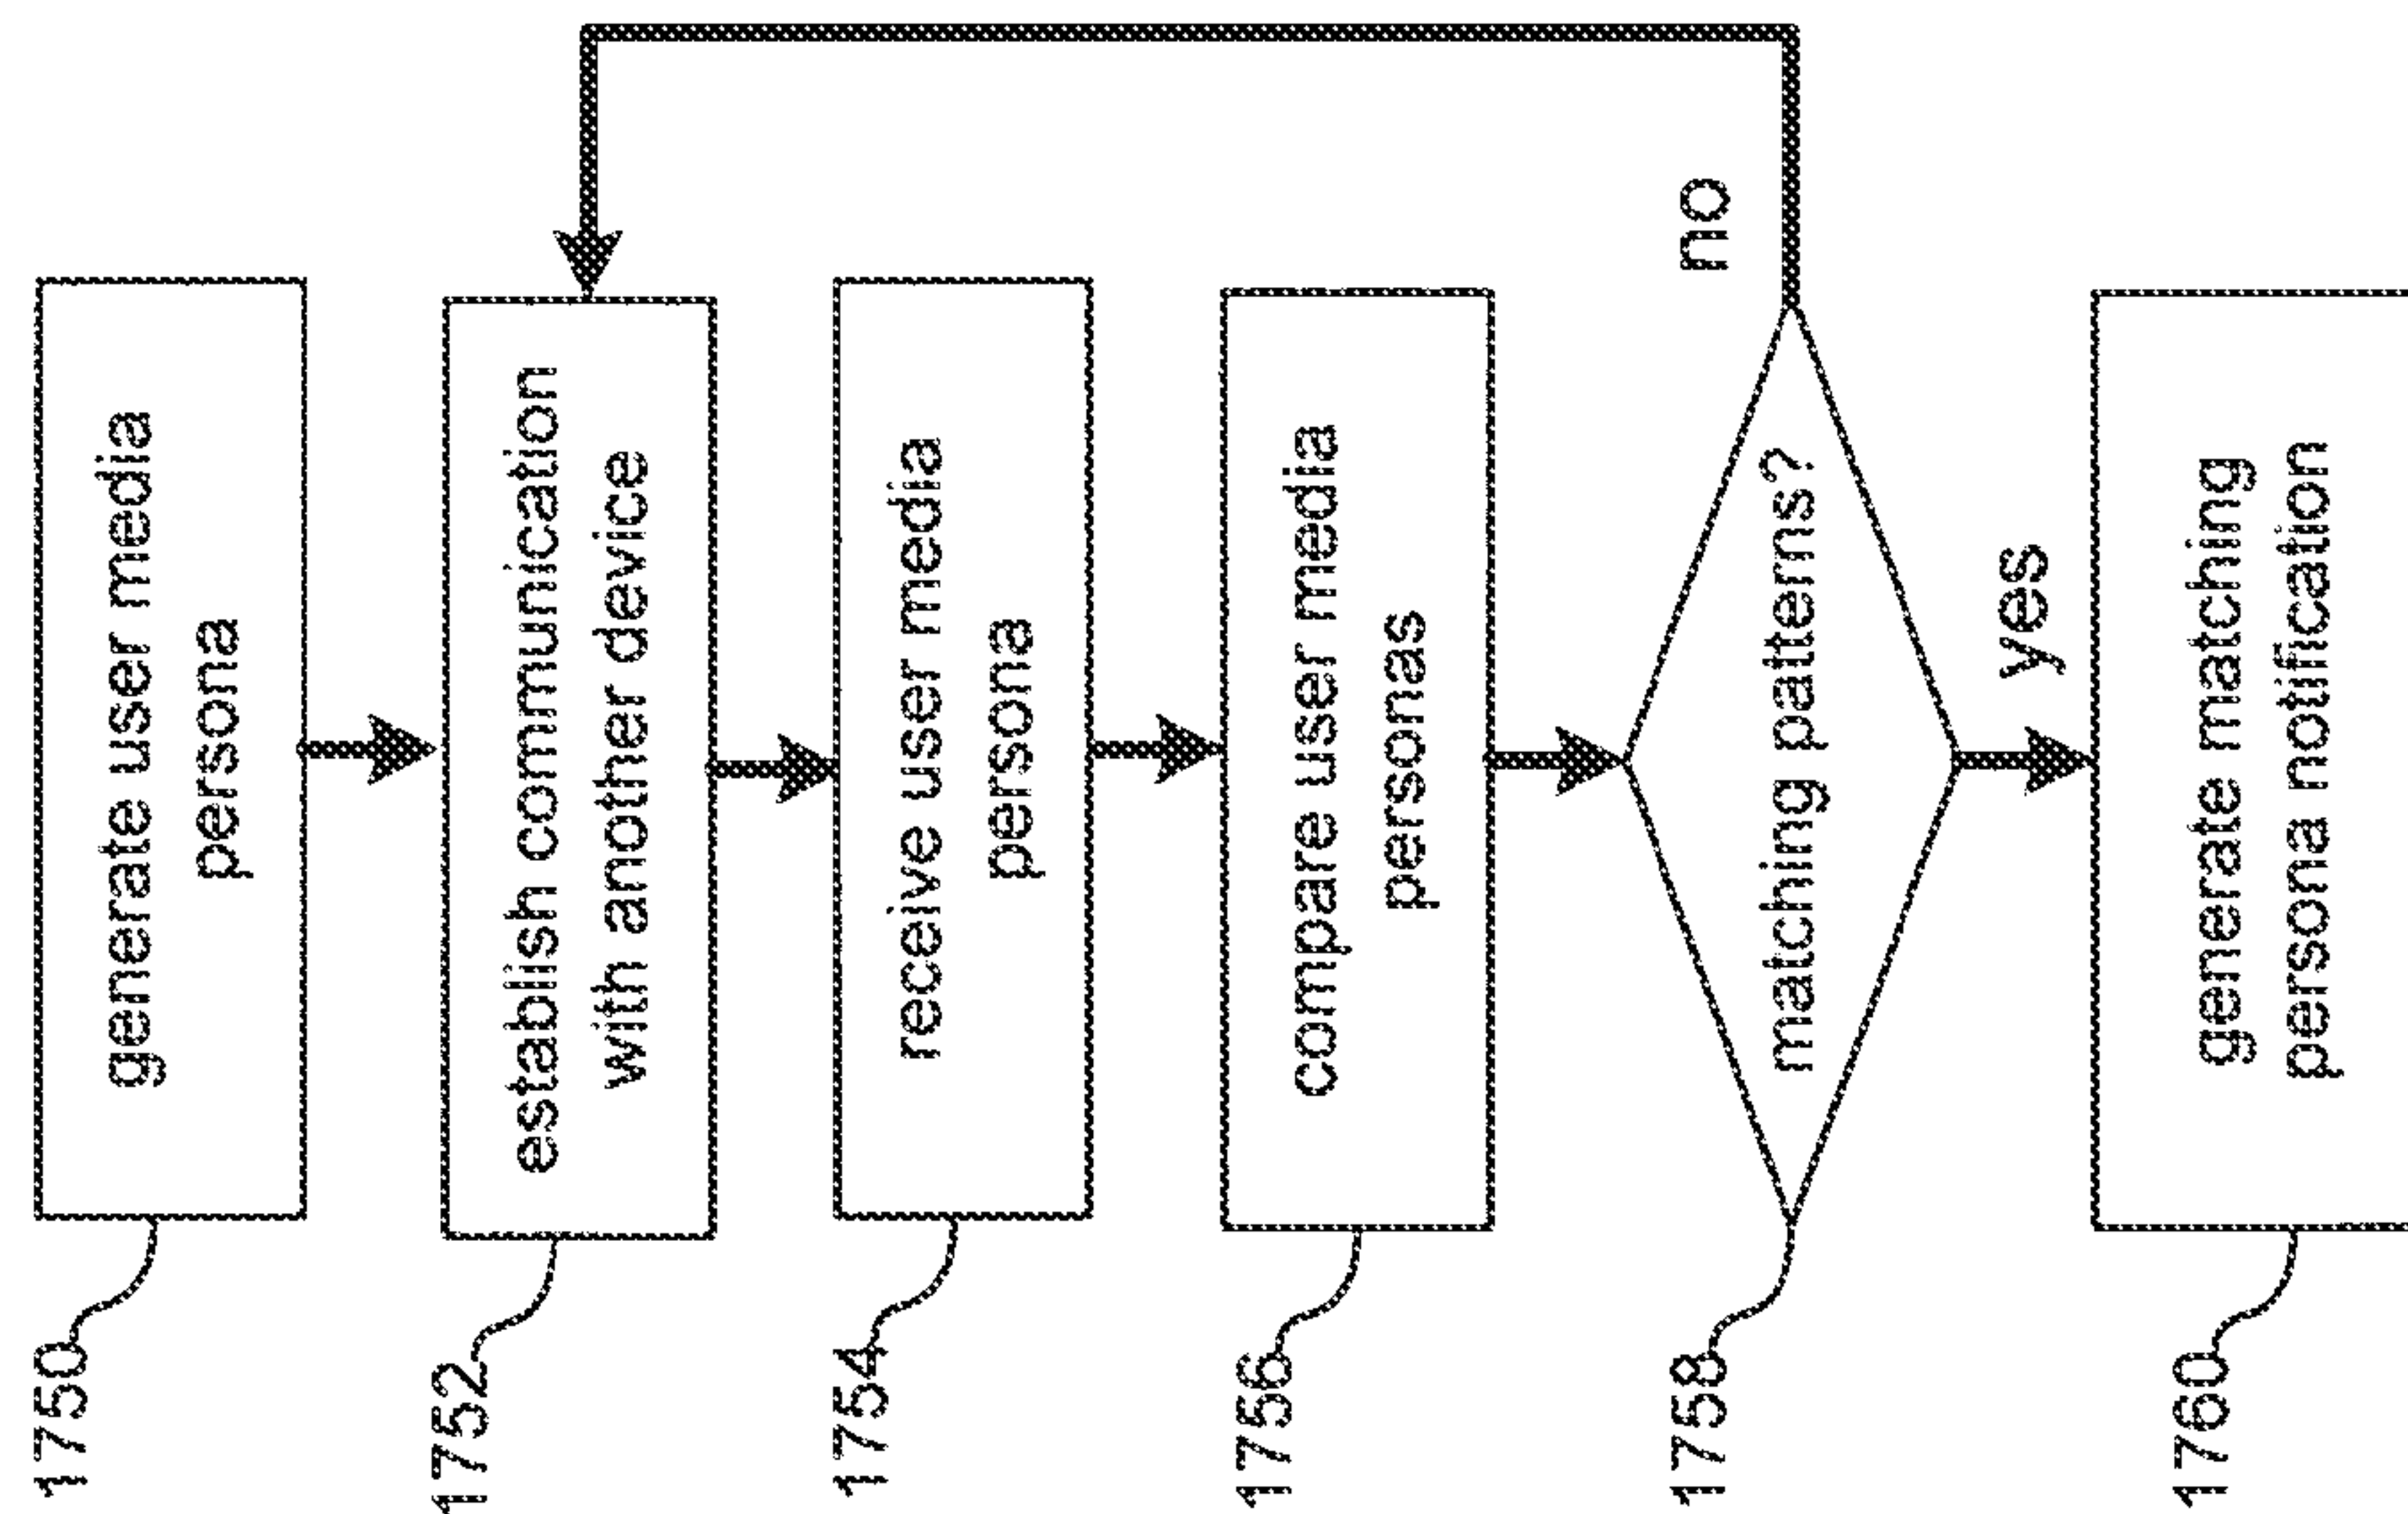 1750
generate user media
persona
1752
establish communication
with another device
1754
receive user media
persona
1756
compare user media
personas
1758
matching patterns?
no
yes
1760
generate matching
persona notification